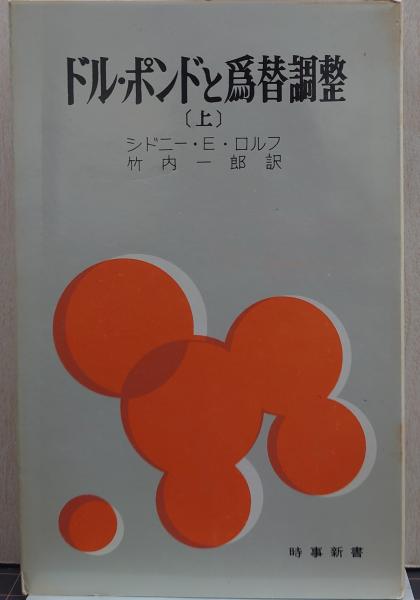 ドル・ポンドと爲替調整
〔上〕
シドニー・E・ロルフ
竹内一郎訳
時事新書